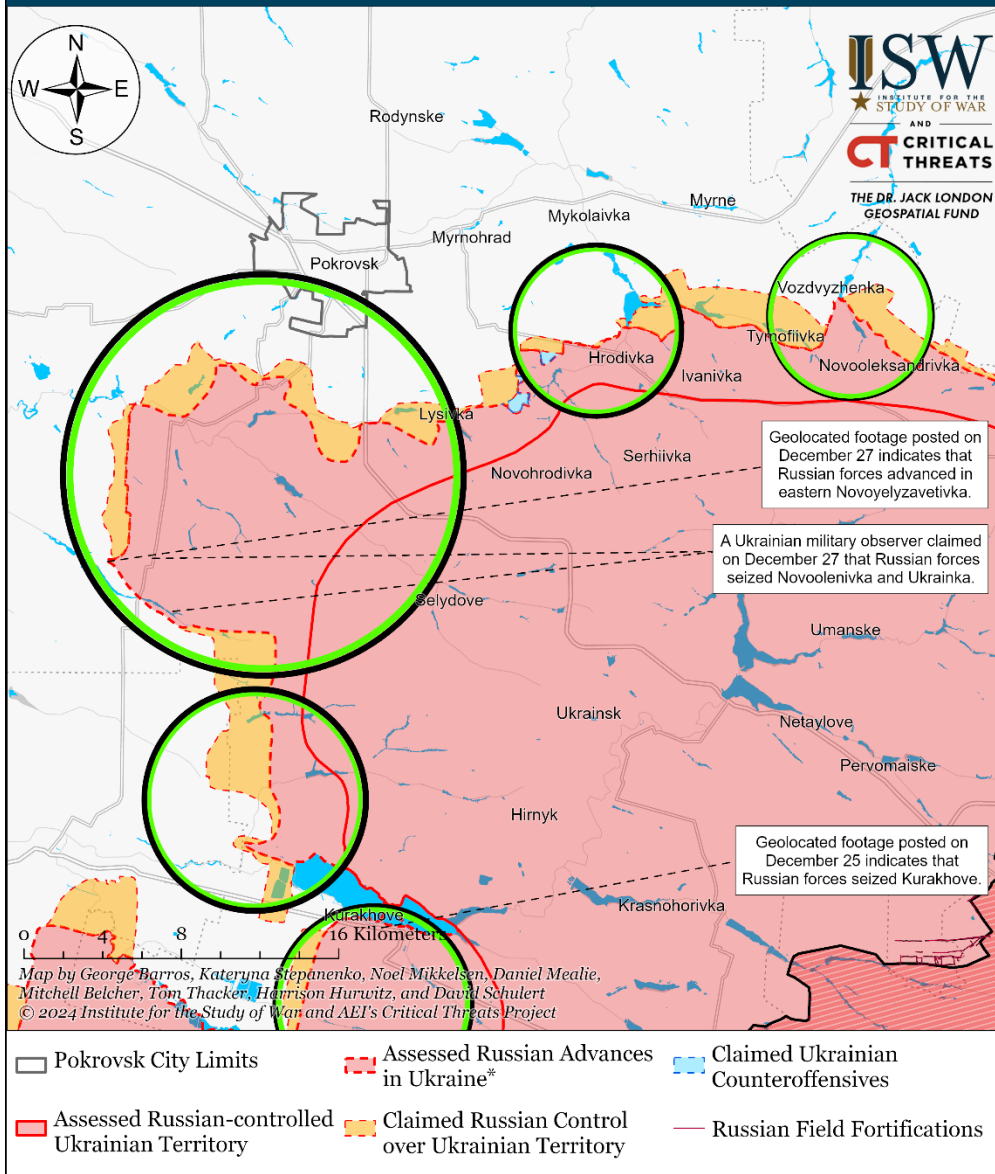 N
W E
S
ISW
INSTITUTE FOR THE
STUDY OF WAR
AND
CT CRITICAL
THREATS
THE DR. JACK LONDON
GEOSPATIAL FUND
Rodynske
Myrne
Mykolaivka
Myrnohrad
Pokrovsk
Vozdvyzhenka
Tymofiivka
Hrodivka
Novooleksandrivka
Ivanivka
Lysivka
Serhiivka
Novohrodivka
Geolocated footage posted on
December 27 indicates that
Russian forces advanced in
eastern Novoyelyzavetivka.
A Ukrainian military observer claimed
on December 27 that Russian forces
seized Novoolenivka and Ukrainka.
Selydove
Umanske
Ukrainsk
Netaylove
Pervomaiske
Hirnyk
Geolocated footage posted on
December 25 indicates that
Russian forces seized Kurakhove.
Krasnohorivka
Kurakhove
0 4 8 16 Kilometers
Map by George Barros, Kateryna Stepanenko, Noel Mikkelsen, Daniel Mealie,
Mitchell Belcher, Tom Thacker, Harrison Hurwitz, and David Schulert
© 2024 Institute for the Study of War and AEI's Critical Threats Project
Pokrovsk City Limits
Assessed Russian Advances
in Ukraine*
Claimed Ukrainian
Counteroffensives
Assessed Russian-controlled
Ukrainian Territory
Claimed Russian Control
over Ukrainian Territory
Russian Field Fortifications